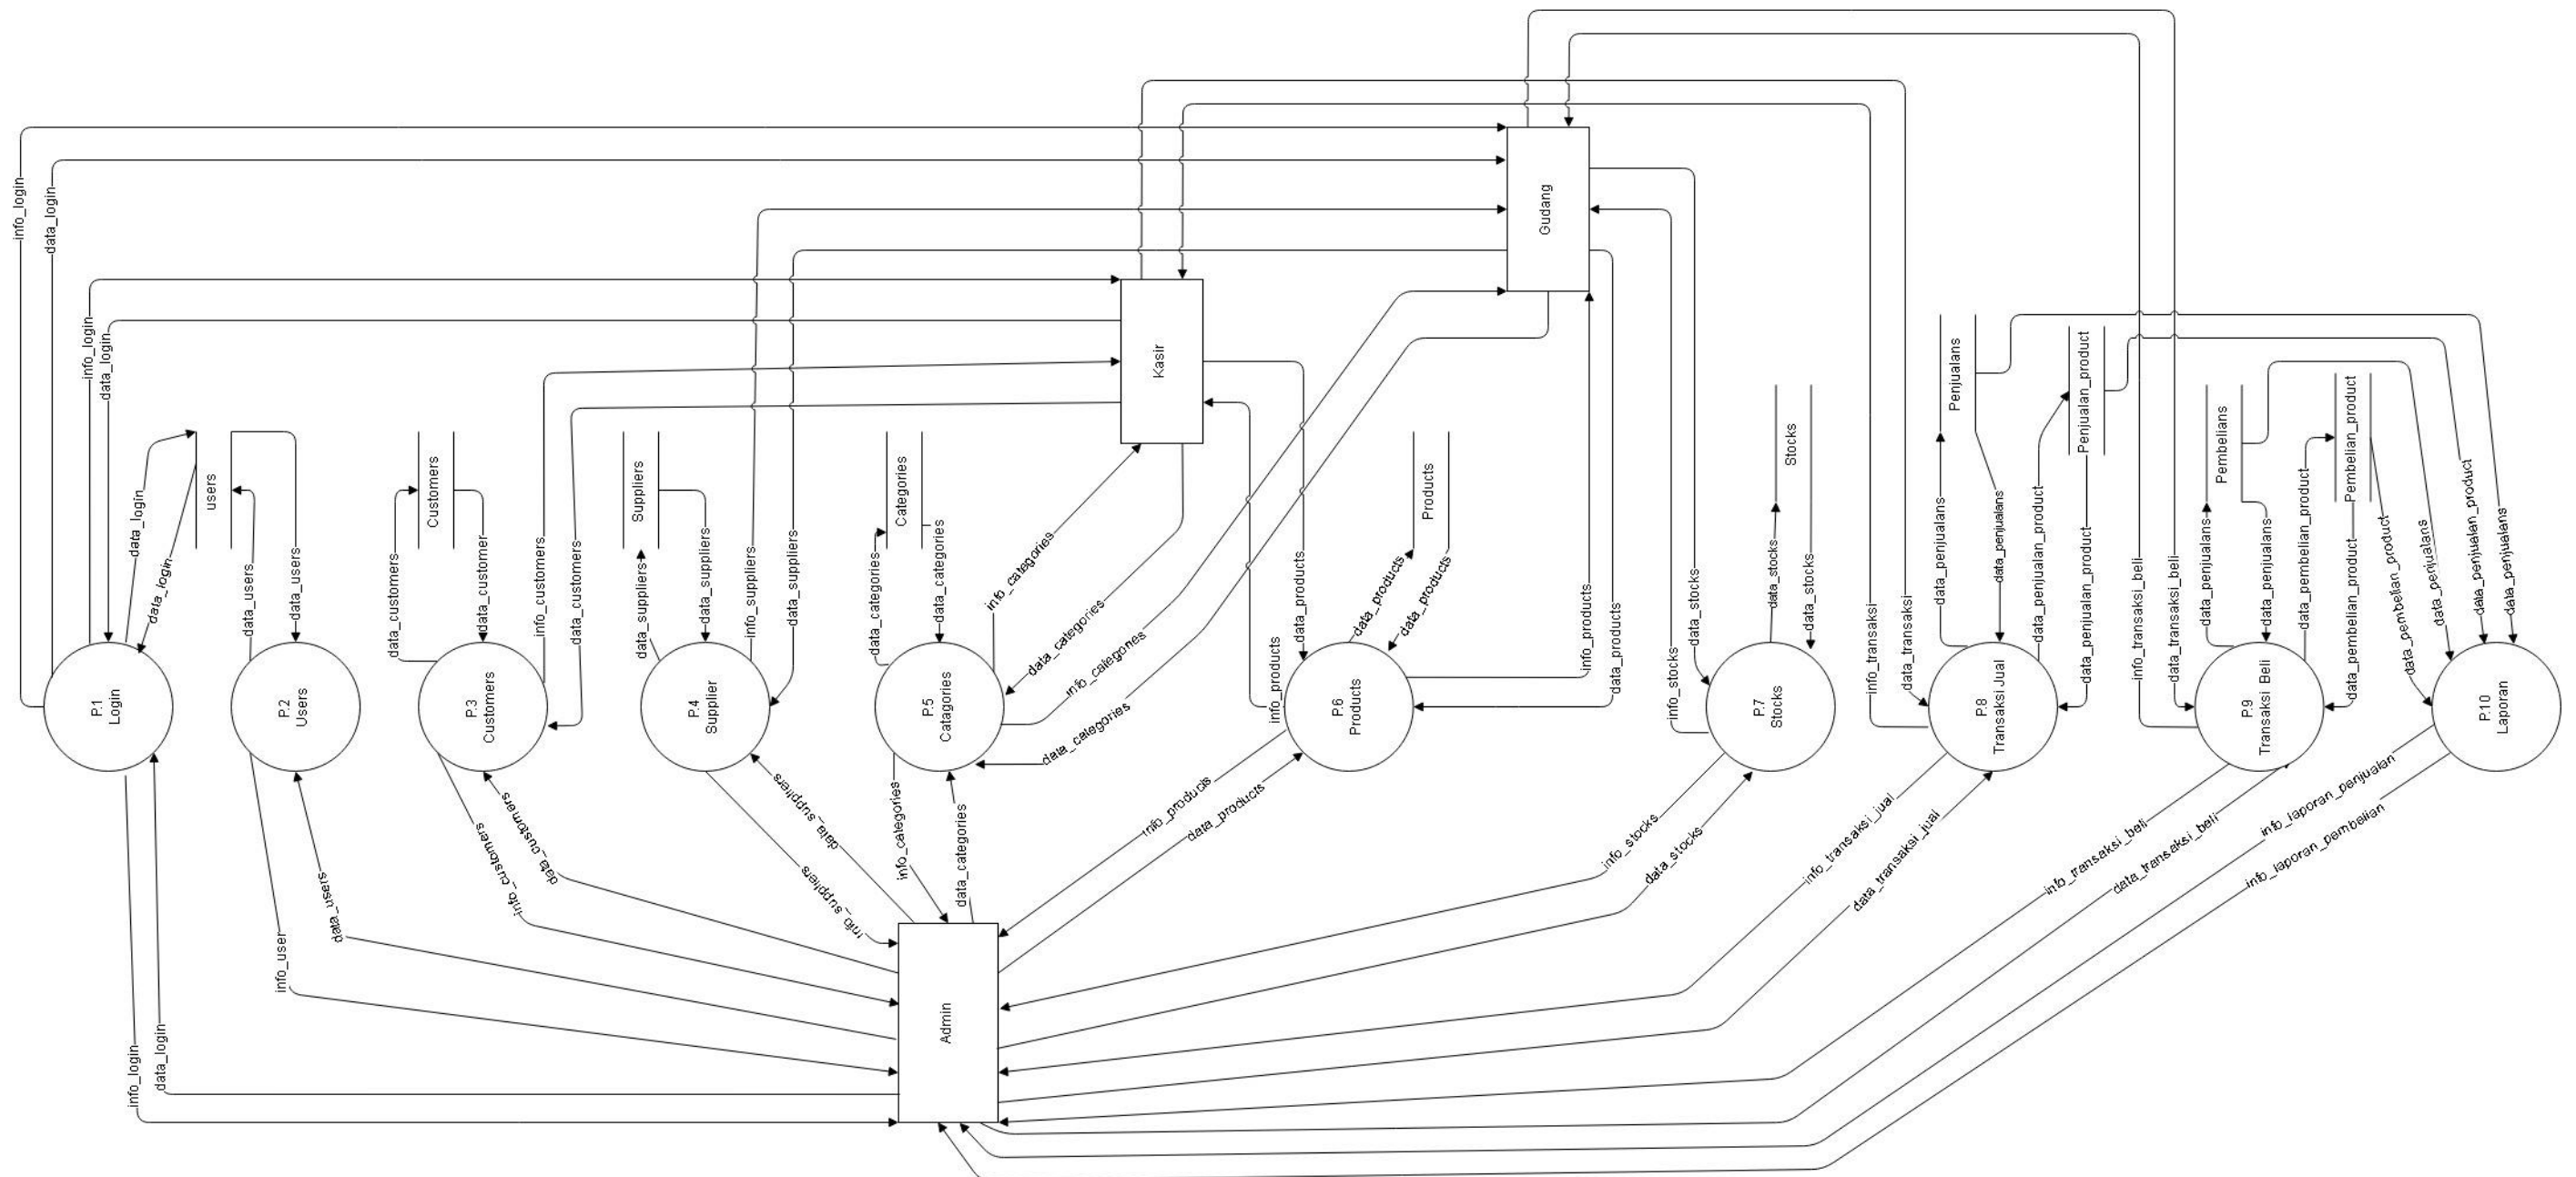 info_login
data_login
info_login
data_login
data_login
data_login
users
data_users
data_users
Customers
data_customers
data_customer
info_customers
data_customers
Suppliers
data_suppliers
data_suppliers
info_suppliers
data_suppliers
Categories
data_categories
data_categories
info_categories
data_categories
info_categories
data_categories
Kasir
Gudang
info_products
data_products
Products
data_products
data_products
info_products
data_products
Stocks
info_stocks
data_stocks
data_stocks
data_stocks
info_transaksi
data_transaksi
Penjualans
data_penjualans
data_penjualans
Penjualan_product
data_penjualan_product
data_penjualan_product
info_transaksi_beli
data_transaksi_beli
Pembelians
data_penjualans
data_penjualans
Pembelian_product
data_pembelian_product
data_pembelian_product
data_pembelian_product
data_penjualans
data_penjualan_product
data_penjualans
P.1
Login
P.2
Users
P.3
Customers
P.4
Supplier
P.5
Catagories
P.6
Products
P.7
Stocks
P.8
Transaksi Jual
P.9
Transaksi Beli
P.10
Laporan
info_login
data_login
info_user
data_users
info_customers
data_customers
info_suppliers
data_suppliers
info_categories
data_categories
info_products
data_products
info_stocks
data_stocks
info_transaksi_jual
data_transaksi_jual
info_transaksi_beli
data_transaksi_beli
info_laporan_penjualan
info_laporan_pembelian
Admin